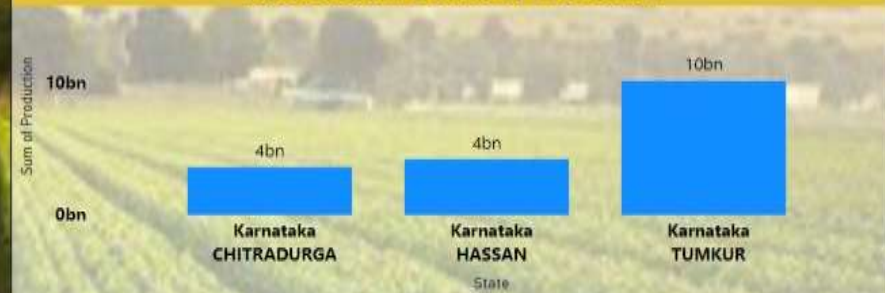 Sum of Production
10bn
0bn
4bn
4bn
10bn
Karnataka
CHITRADURGA
Karnataka
HASSAN
Karnataka
TUMKUR
State